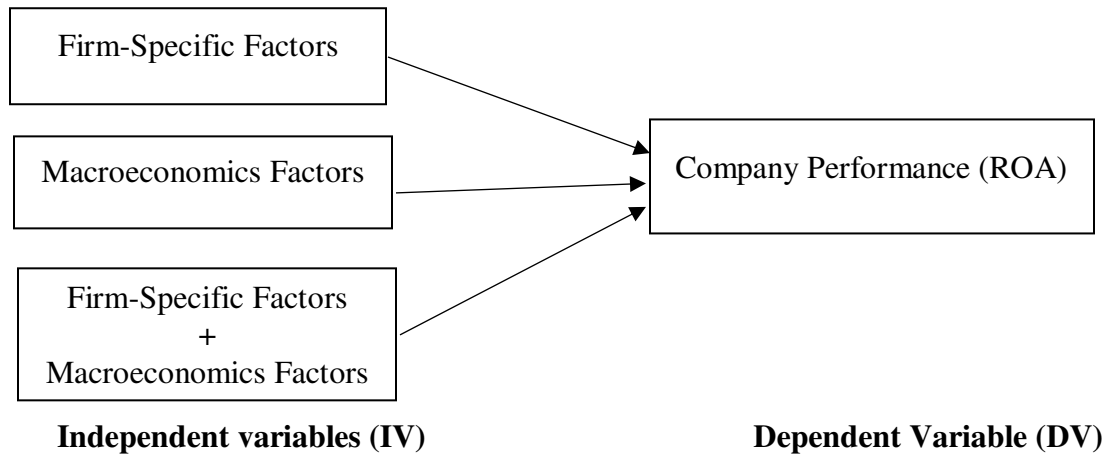 Firm-Specific Factors
Macroeconomics Factors
Company Performance (ROA)
Firm-Specific Factors
+
Macroeconomics Factors
Independent variables (IV)
Dependent Variable (DV)